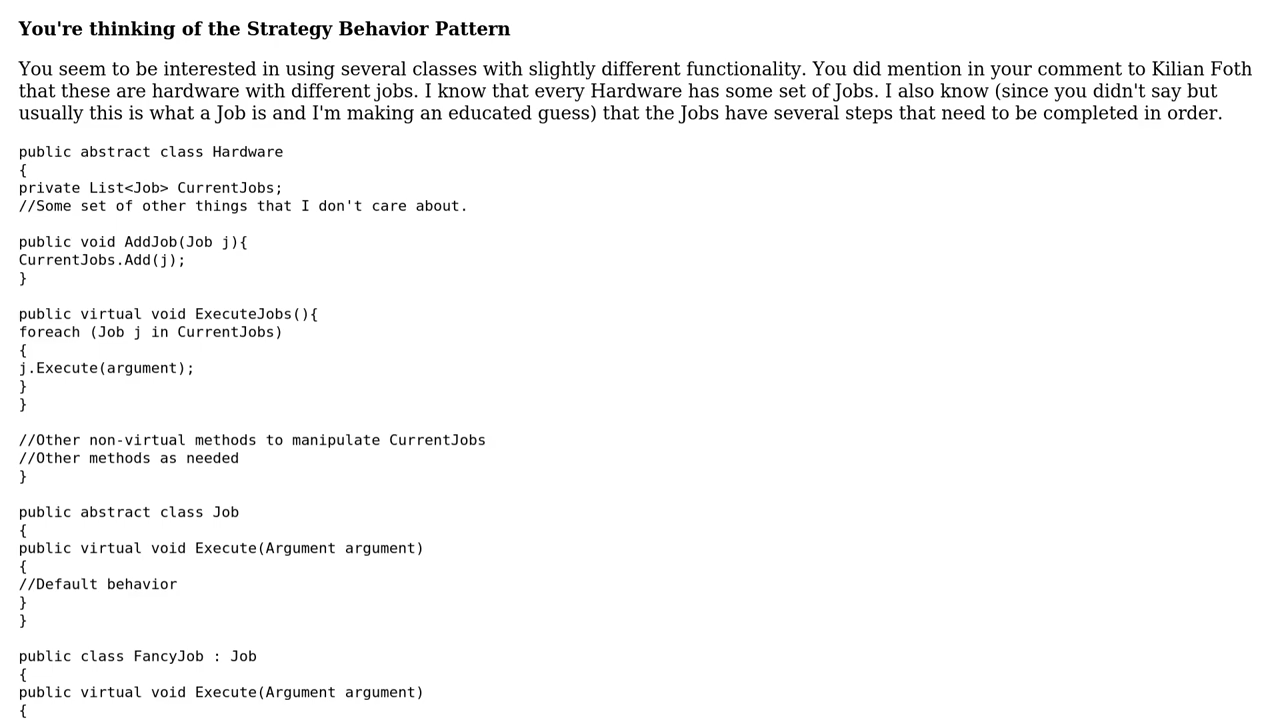 You're thinking of the Strategy Behavior Pattern
You seem to be interested in using several classes with slightly different functionality. You did mention in your comment to Kilian Foth
that these are hardware with different jobs. I know that every Hardware has some set of Jobs. I also know (since you didn't say but
usually this is what a Job is and I'm making an educated guess) that the Jobs have several steps that need to be completed in order.
public abstract class Hardware
{
private List<Job> CurrentJobs;
//Some set of other things that I don't care about.
public void AddJob(Job j){
CurrentJobs.Add(j);
}
public virtual void ExecuteJobs(){
foreach (Job j in CurrentJobs)
{
j.Execute(argument);
}
}
//Other non-virtual methods to manipulate CurrentJobs
//Other methods as needed
}
public abstract class Job
{
public virtual void Execute(Argument argument)
{
//Default behavior
}
}
public class FancyJob : Job
{
public virtual void Execute(Argument argument)
{